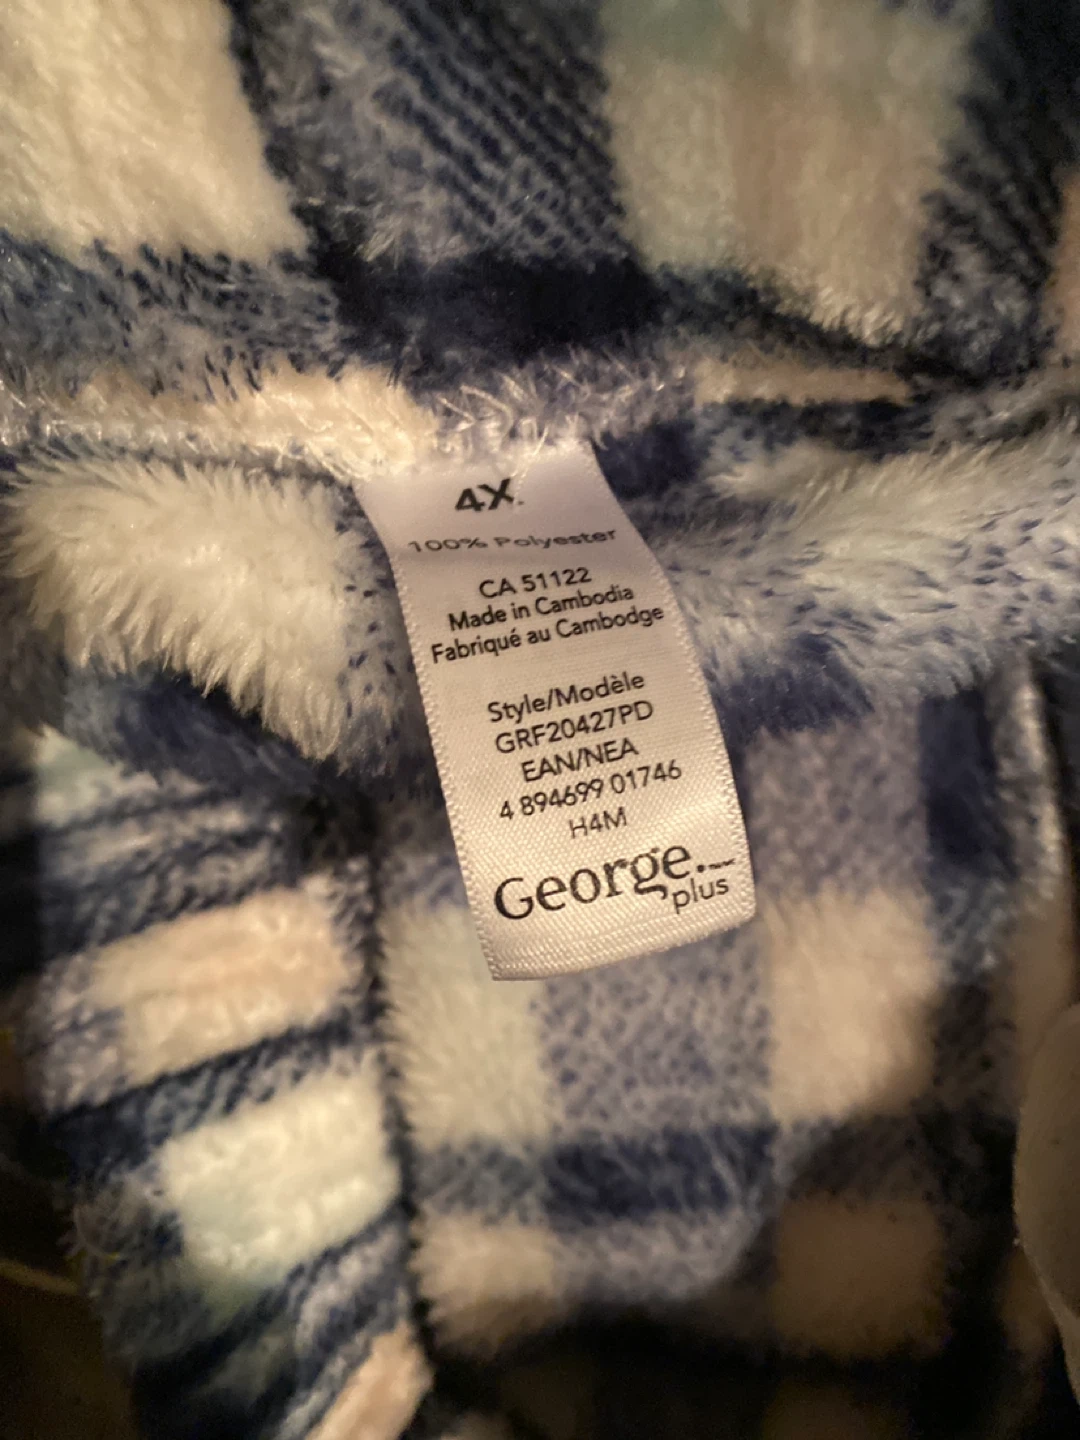 4X
100% Polyester
CA 51122
Made in Cambodia
Fabriqué au Cambodge
Style/Modèle
GRF20427PD
EAN/NEA
4 894699 01746
H4M
George.
plus